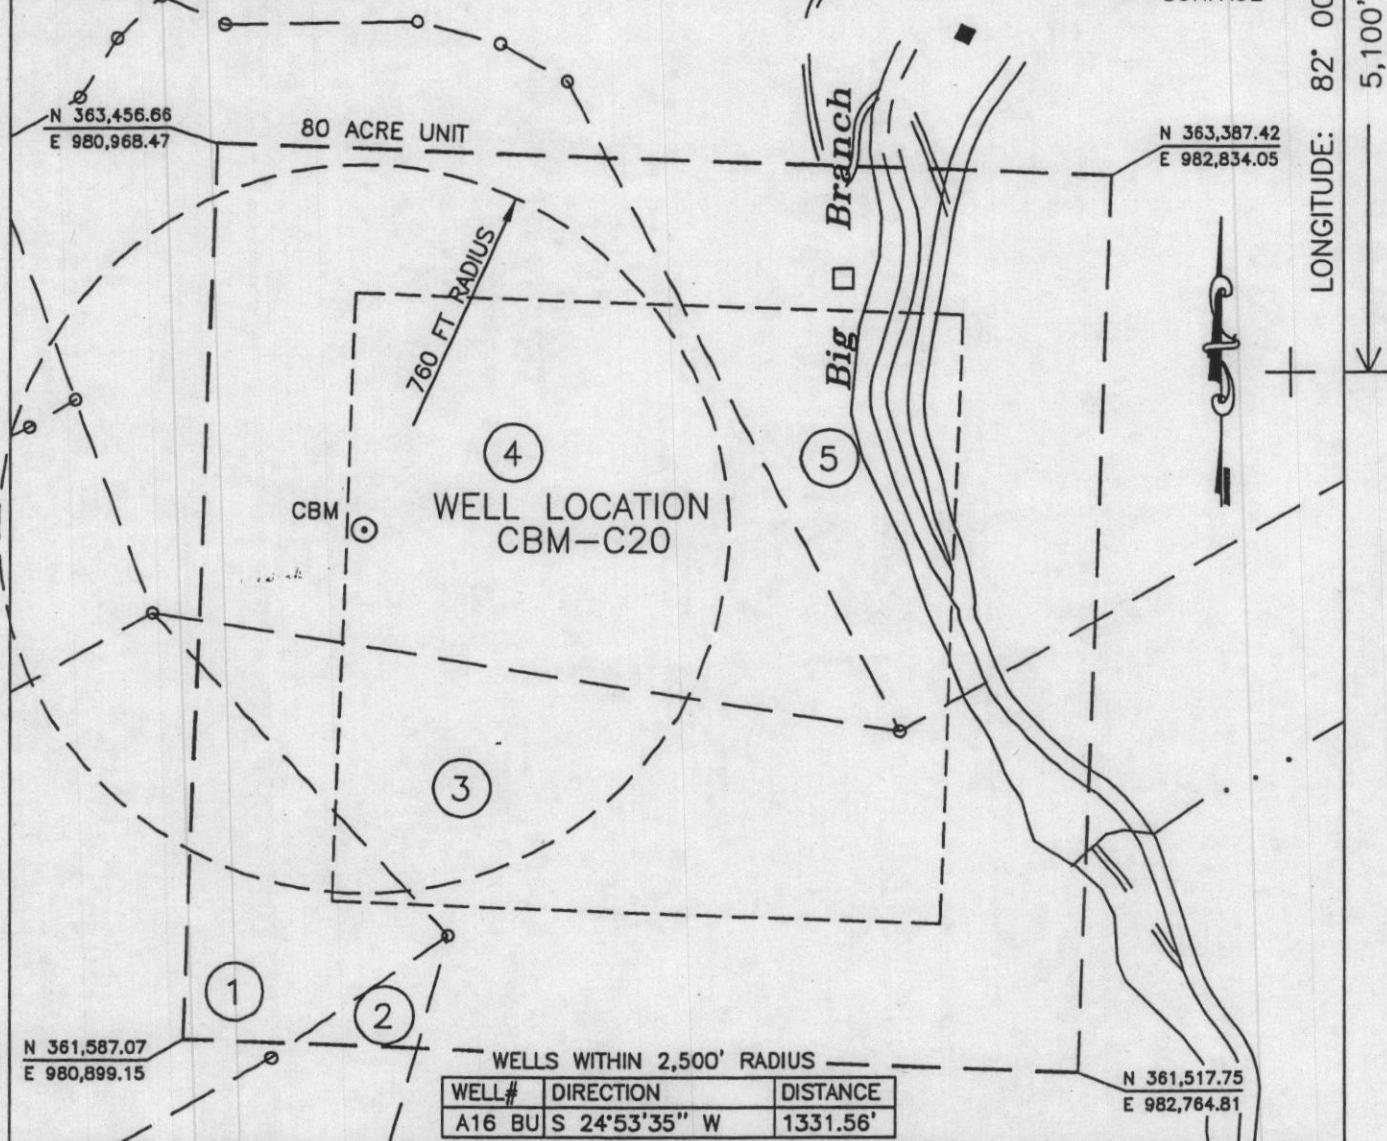 LONGITUDE: 82° 00
5,100'
N 363,456.66
E 980,968.47
80 ACRE UNIT
N 363,387.42
E 982,834.05
Big Branch
760 FT RADIUS
4
5
WELL LOCATION
CBM-C20
CBM
3
1
2
N 361,587.07
E 980,899.15
WELLS WITHIN 2,500' RADIUS
WELL# DIRECTION DISTANCE
A16 BU S 24°53'35" W 1331.56'
N 361,517.75
E 982,764.81